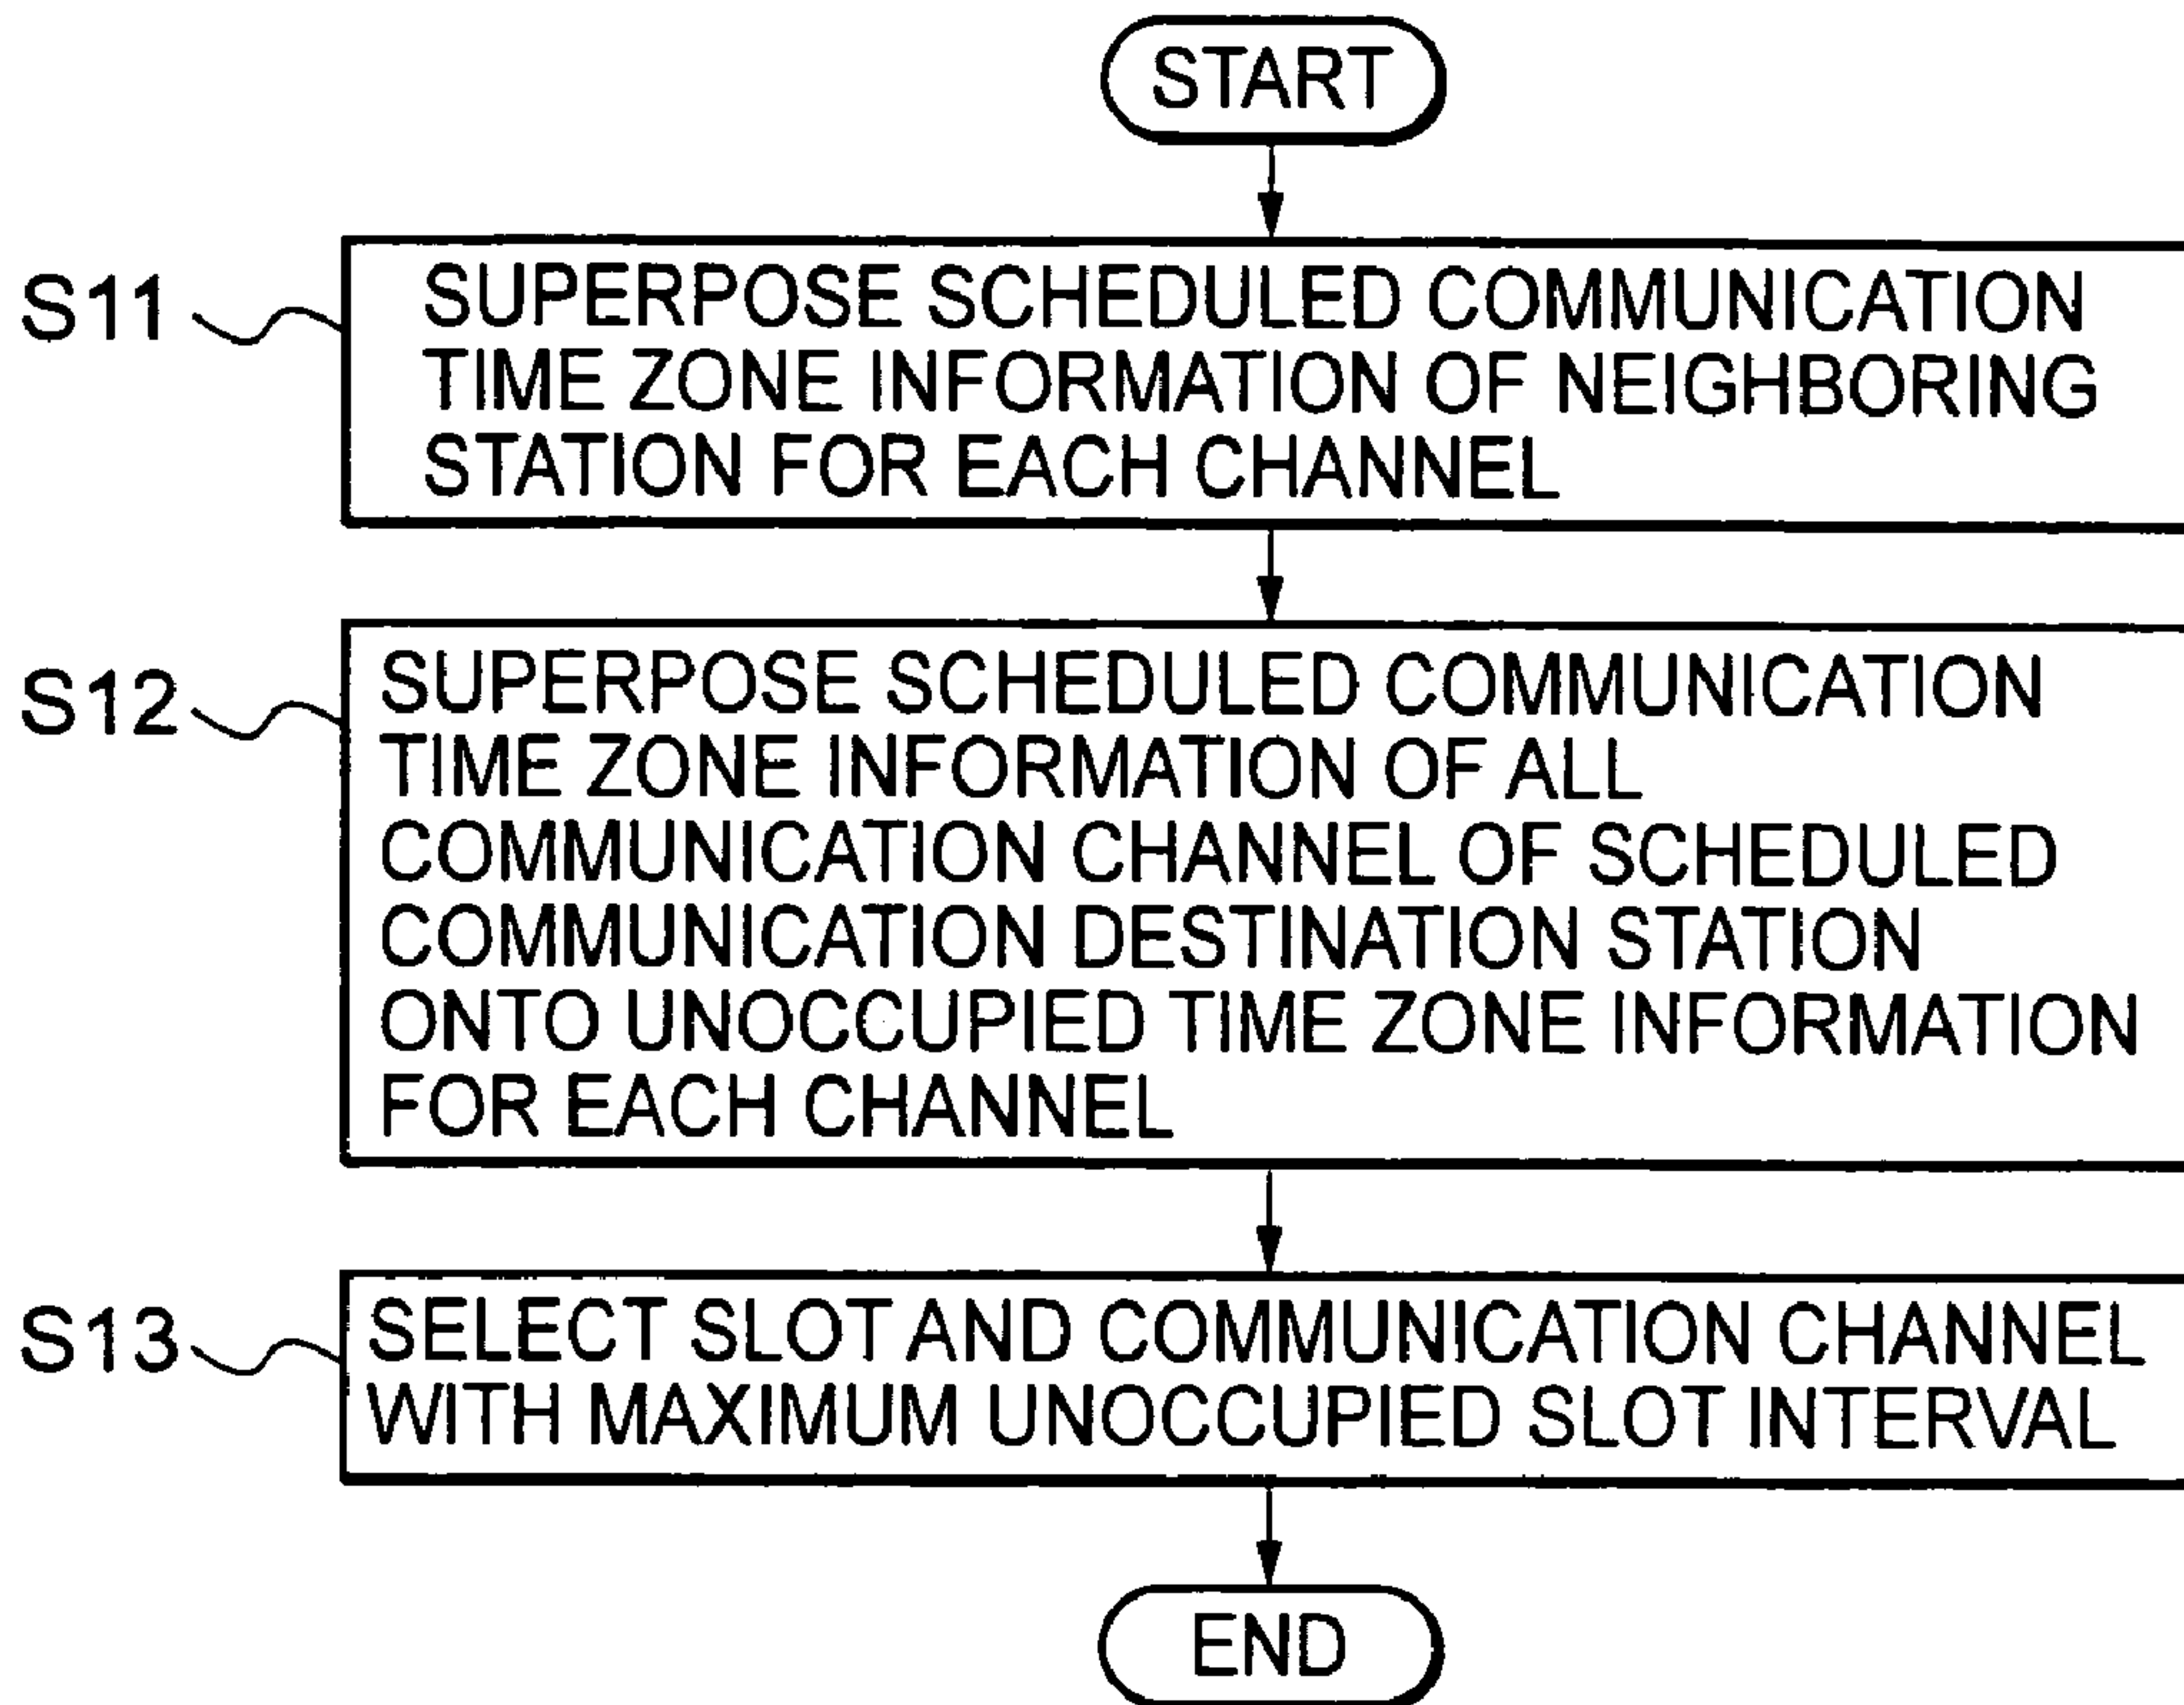 START
S11
SUPERPOSE SCHEDULED COMMUNICATION
TIME ZONE INFORMATION OF NEIGHBORING
STATION FOR EACH CHANNEL
S12
SUPERPOSE SCHEDULED COMMUNICATION
TIME ZONE INFORMATION OF ALL
COMMUNICATION CHANNEL OF SCHEDULED
COMMUNICATION DESTINATION STATION
ONTO UNOCCUPIED TIME ZONE INFORMATION
FOR EACH CHANNEL
S13
SELECT SLOT AND COMMUNICATION CHANNEL
WITH MAXIMUM UNOCCUPIED SLOT INTERVAL
END